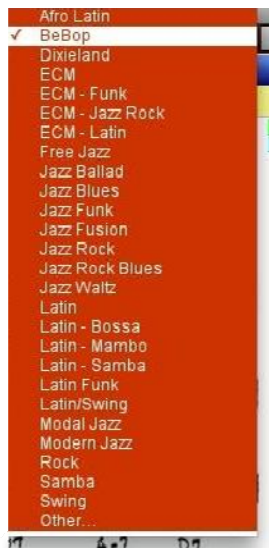 Afro Latin
✓ BeBop
Dixieland
ECM
ECM - Funk
ECM - Jazz Rock
ECM - Latin
Free Jazz
Jazz Ballad
Jazz Blues
Jazz Funk
Jazz Fusion
Jazz Rock
Jazz Rock Blues
Jazz Waltz
Latin
Latin - Bossa
Latin - Mambo
Latin - Samba
Latin Funk
Latin/Swing
Modal Jazz
Modern Jazz
Rock
Samba
Swing
Other...